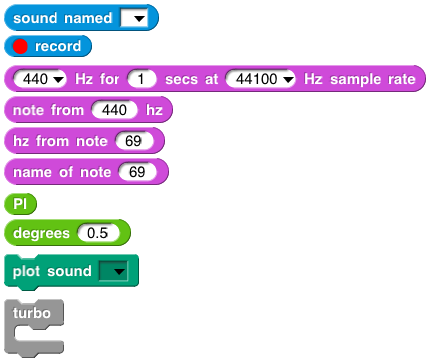 sound named
record
440 Hz for 1 secs at 44100 Hz sample rate
note from 440 hz
hz from note 69
name of note 69
PI
degrees 0.5
plot sound
turbo